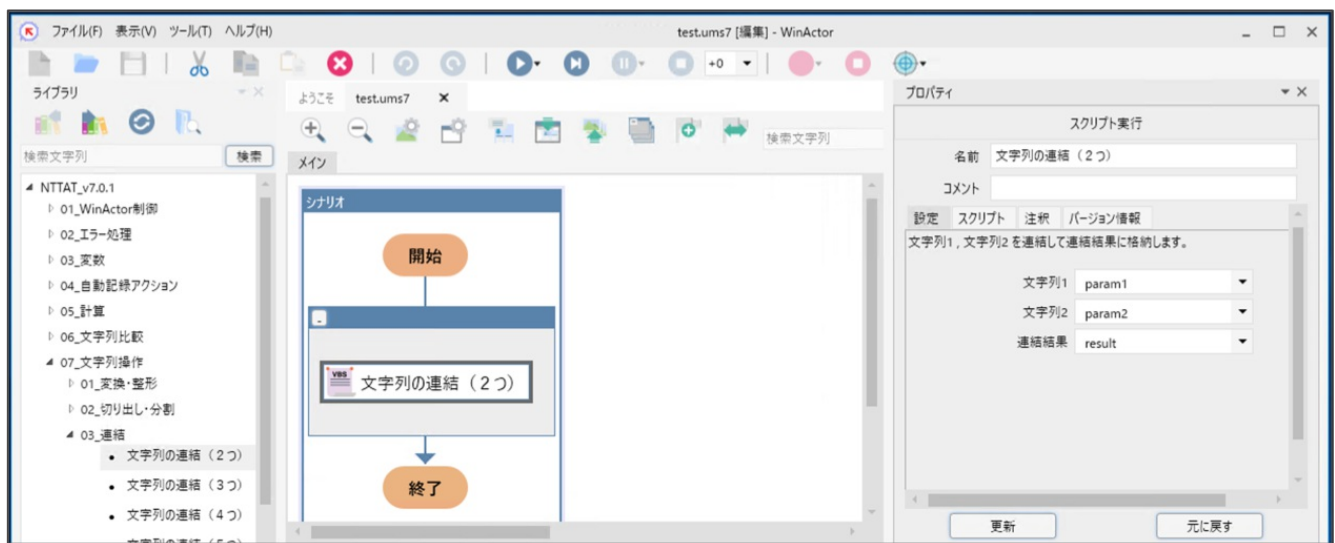 ファイル(F) 表示(V) ツール(T) ヘルプ(H)
test.ums7 [編集] - WinActor
+0
ライブラリ
検索文字列
検索
NTTAT_v7.0.1
01_WinActor制御
02_エラー処理
03_変数
04_自動記録アクション
05_計算
06_文字列比較
07_文字列操作
01_変換・整形
02_切り出し・分割
03_連結
文字列の連結（2つ）
文字列の連結（3つ）
文字列の連結（4つ）
ようこそ test.ums7
検索文字列
メイン
シナリオ
開始
VBS
文字列の連結（2つ）
終了
プロパティ
スクリプト実行
名前 文字列の連結（2つ）
コメント
設定 スクリプト 注釈 バージョン情報
文字列1 , 文字列2 を連結して連結結果に格納します。
文字列1 param1
文字列2 param2
連結結果 result
更新 元に戻す